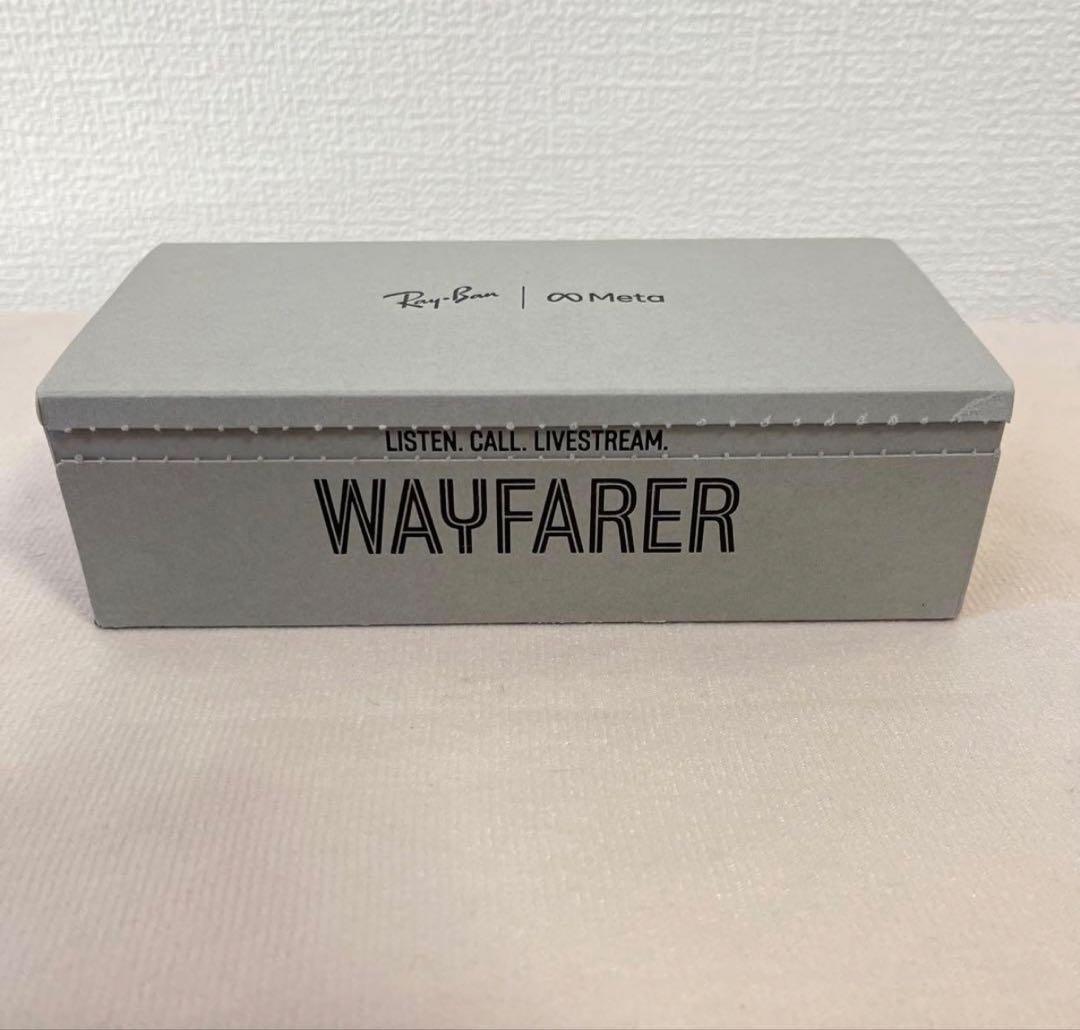 Ray-Ban | Meta
LISTEN. CALL. LIVESTREAM.
WAYFARER